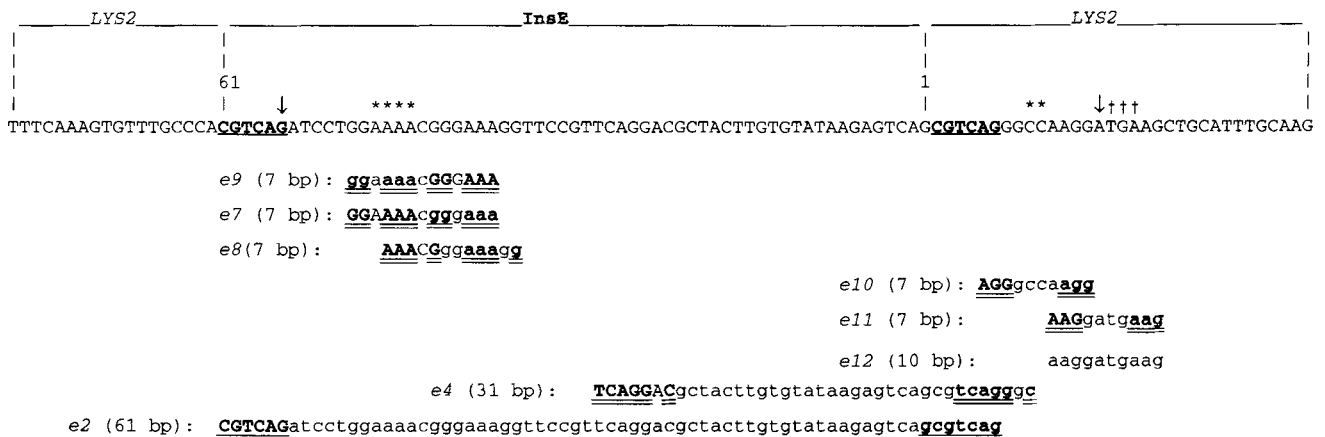 LYS2 InsE LYS2
61 1
↓ **** ** ↓†††
TTTCAAAGTGTTTGCCCACGTCAGATCCTGGAAAACGGGAAAGGTTCCGTTCAGGACGCTACTTGTGTATAAGAGTCAGCGTCAGGGCCAAGGATGAAGCTGCATTTGCAAG
e9 (7 bp): ggaaaacGGGAAA
e7 (7 bp): GGAAAAcgggaaa
e8(7 bp): AAACGggaaagg
e10 (7 bp): AGGgccaagg
e11 (7 bp): AAGgatgaag
e12 (10 bp): aaggatgaag
e4 (31 bp): TCAGGACgctacttgtgtataagagtcagcgtcagggc
e2 (61 bp): CGTCAGatcctggaaaacgggaaaggttccgttcaggacgctacttgtgtataagagtcagcgtcag